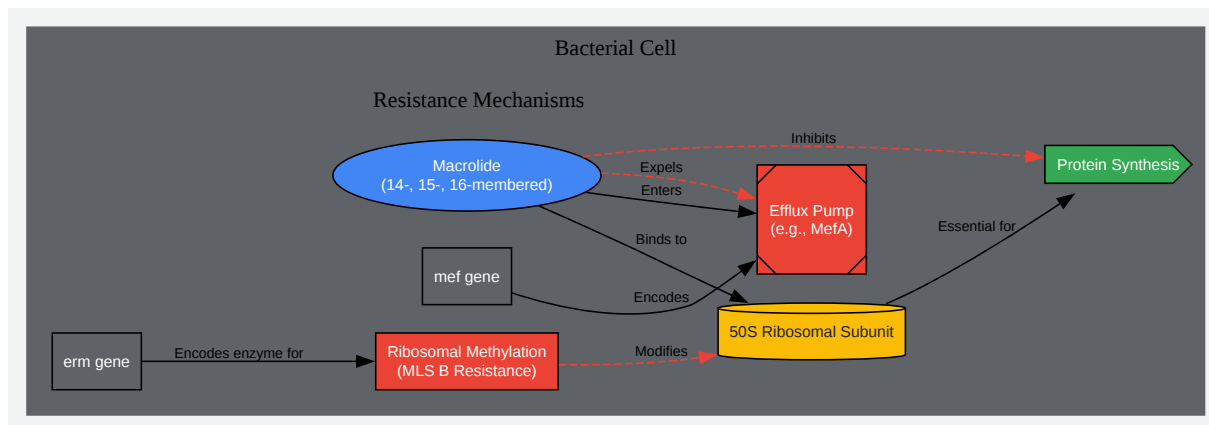 Bacterial Cell
Resistance Mechanisms
Macrolide
(14-, 15-, 16-membered)
Inhibits
Expels
Enters
Protein Synthesis
Efflux Pump
(e.g., MefA)
Essential for
Binds to
mef gene
Encodes
50S Ribosomal Subunit
erm gene
Encodes enzyme for
Ribosomal Methylation
(MLS B Resistance)
Modifies